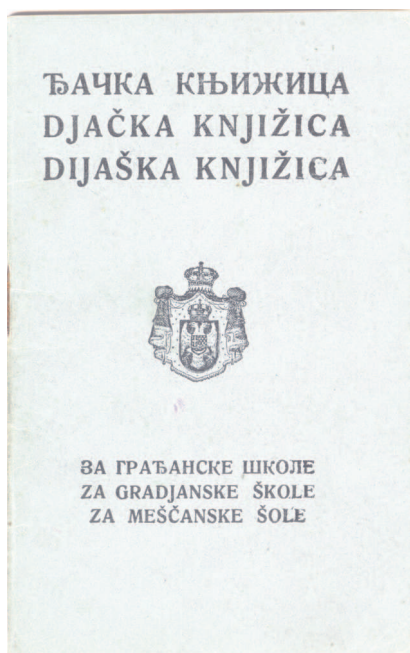 ЂАЧКА КЊИЖИЦА
DJAČKA KNJIŽICA
DIJAŠKA KNJIŽICA
ЗА ГРАЂАНСКЕ ШКОЛЕ
ZA GRADJANSKE ŠKOLE
ZA MEŠČANSKE ŠOLE